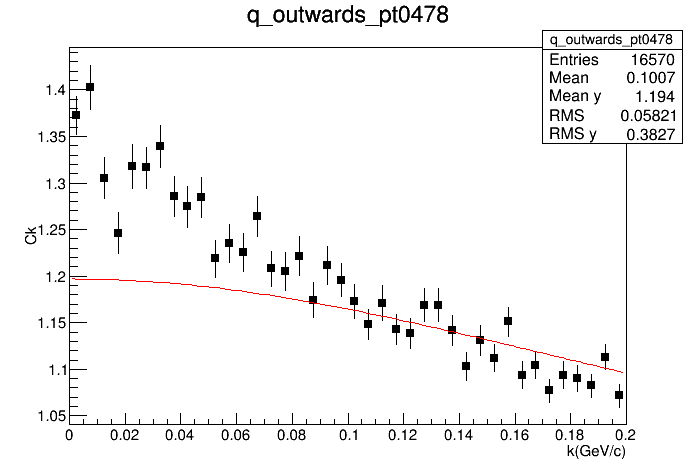 q_outwards_pt0478
q_outwards_pt0478
Entries 16570
Mean 0.1007
Mean y 1.194
RMS 0.05821
RMS y 0.3827
Ck
1.4
1.35
1.3
1.25
1.2
1.15
1.1
1.05
0 0.02 0.04 0.06 0.08 0.1 0.12 0.14 0.16 0.18 0.2
k(GeV/c)